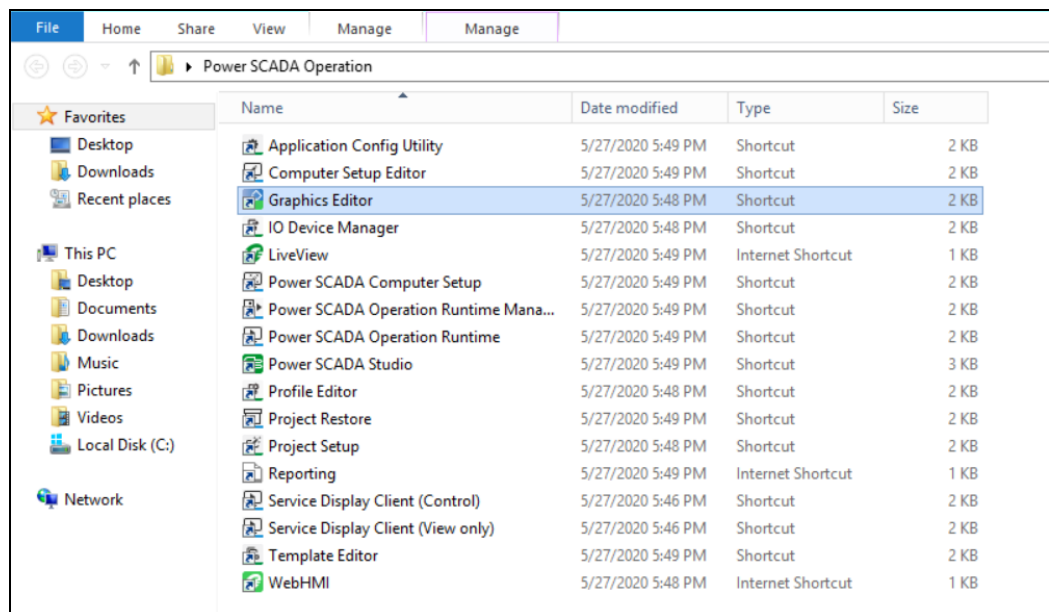 File Home Share View Manage Manage
Power SCADA Operation
Name Date modified Type Size
Favorites
Desktop
Downloads
Recent places
This PC
Desktop
Documents
Downloads
Music
Pictures
Videos
Local Disk (C:)
Network
Application Config Utility 5/27/2020 5:49 PM Shortcut 2 KB
Computer Setup Editor 5/27/2020 5:49 PM Shortcut 2 KB
Graphics Editor 5/27/2020 5:48 PM Shortcut 2 KB
IO Device Manager 5/27/2020 5:48 PM Shortcut 2 KB
LiveView 5/27/2020 5:49 PM Internet Shortcut 1 KB
Power SCADA Computer Setup 5/27/2020 5:49 PM Shortcut 2 KB
Power SCADA Operation Runtime Mana... 5/27/2020 5:49 PM Shortcut 2 KB
Power SCADA Operation Runtime 5/27/2020 5:49 PM Shortcut 2 KB
Power SCADA Studio 5/27/2020 5:49 PM Shortcut 3 KB
Profile Editor 5/27/2020 5:48 PM Shortcut 2 KB
Project Restore 5/27/2020 5:49 PM Shortcut 2 KB
Project Setup 5/27/2020 5:48 PM Shortcut 2 KB
Reporting 5/27/2020 5:49 PM Internet Shortcut 1 KB
Service Display Client (Control) 5/27/2020 5:46 PM Shortcut 2 KB
Service Display Client (View only) 5/27/2020 5:46 PM Shortcut 2 KB
Template Editor 5/27/2020 5:49 PM Shortcut 2 KB
WebHMI 5/27/2020 5:48 PM Internet Shortcut 1 KB